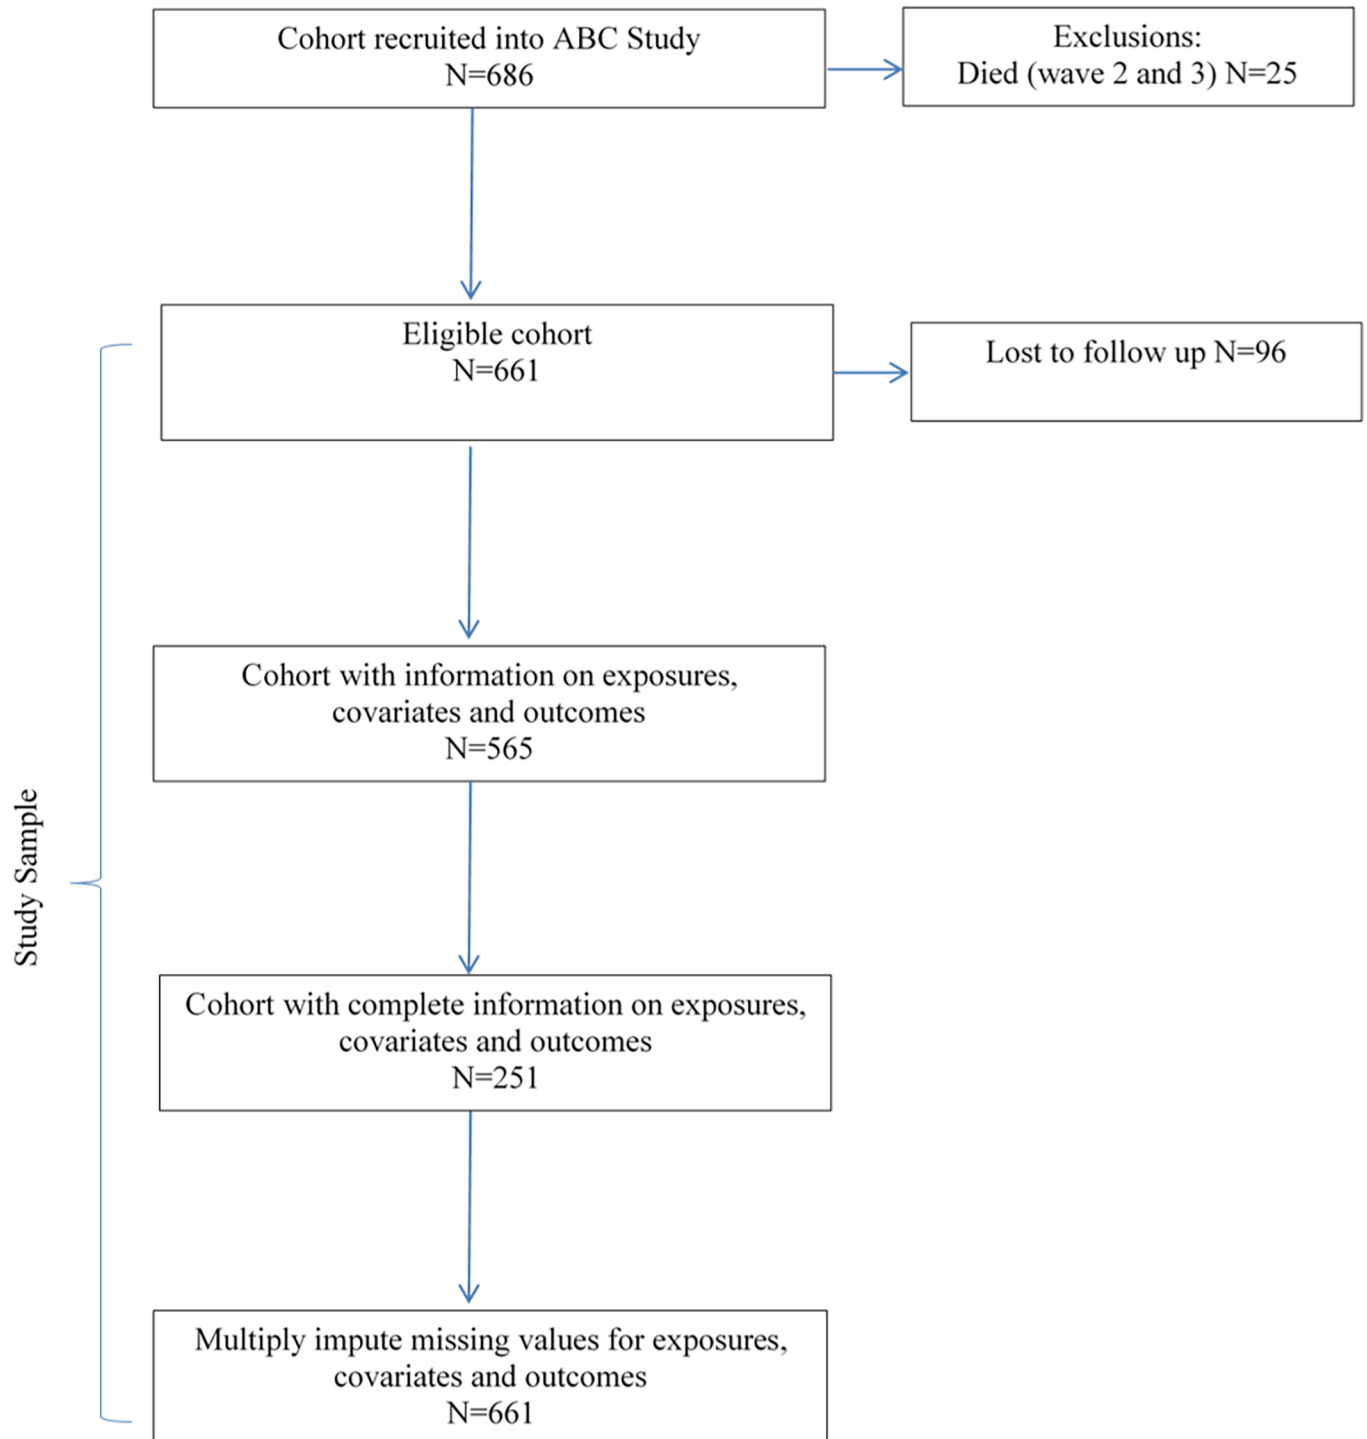 Cohort recruited into ABC Study
N=686
Exclusions:
Died (wave 2 and 3) N=25
Eligible cohort
N=661
Lost to follow up N=96
Cohort with information on exposures,
covariates and outcomes
N=565
Study Sample
Cohort with complete information on exposures,
covariates and outcomes
N=251
Multiply impute missing values for exposures,
covariates and outcomes
N=661